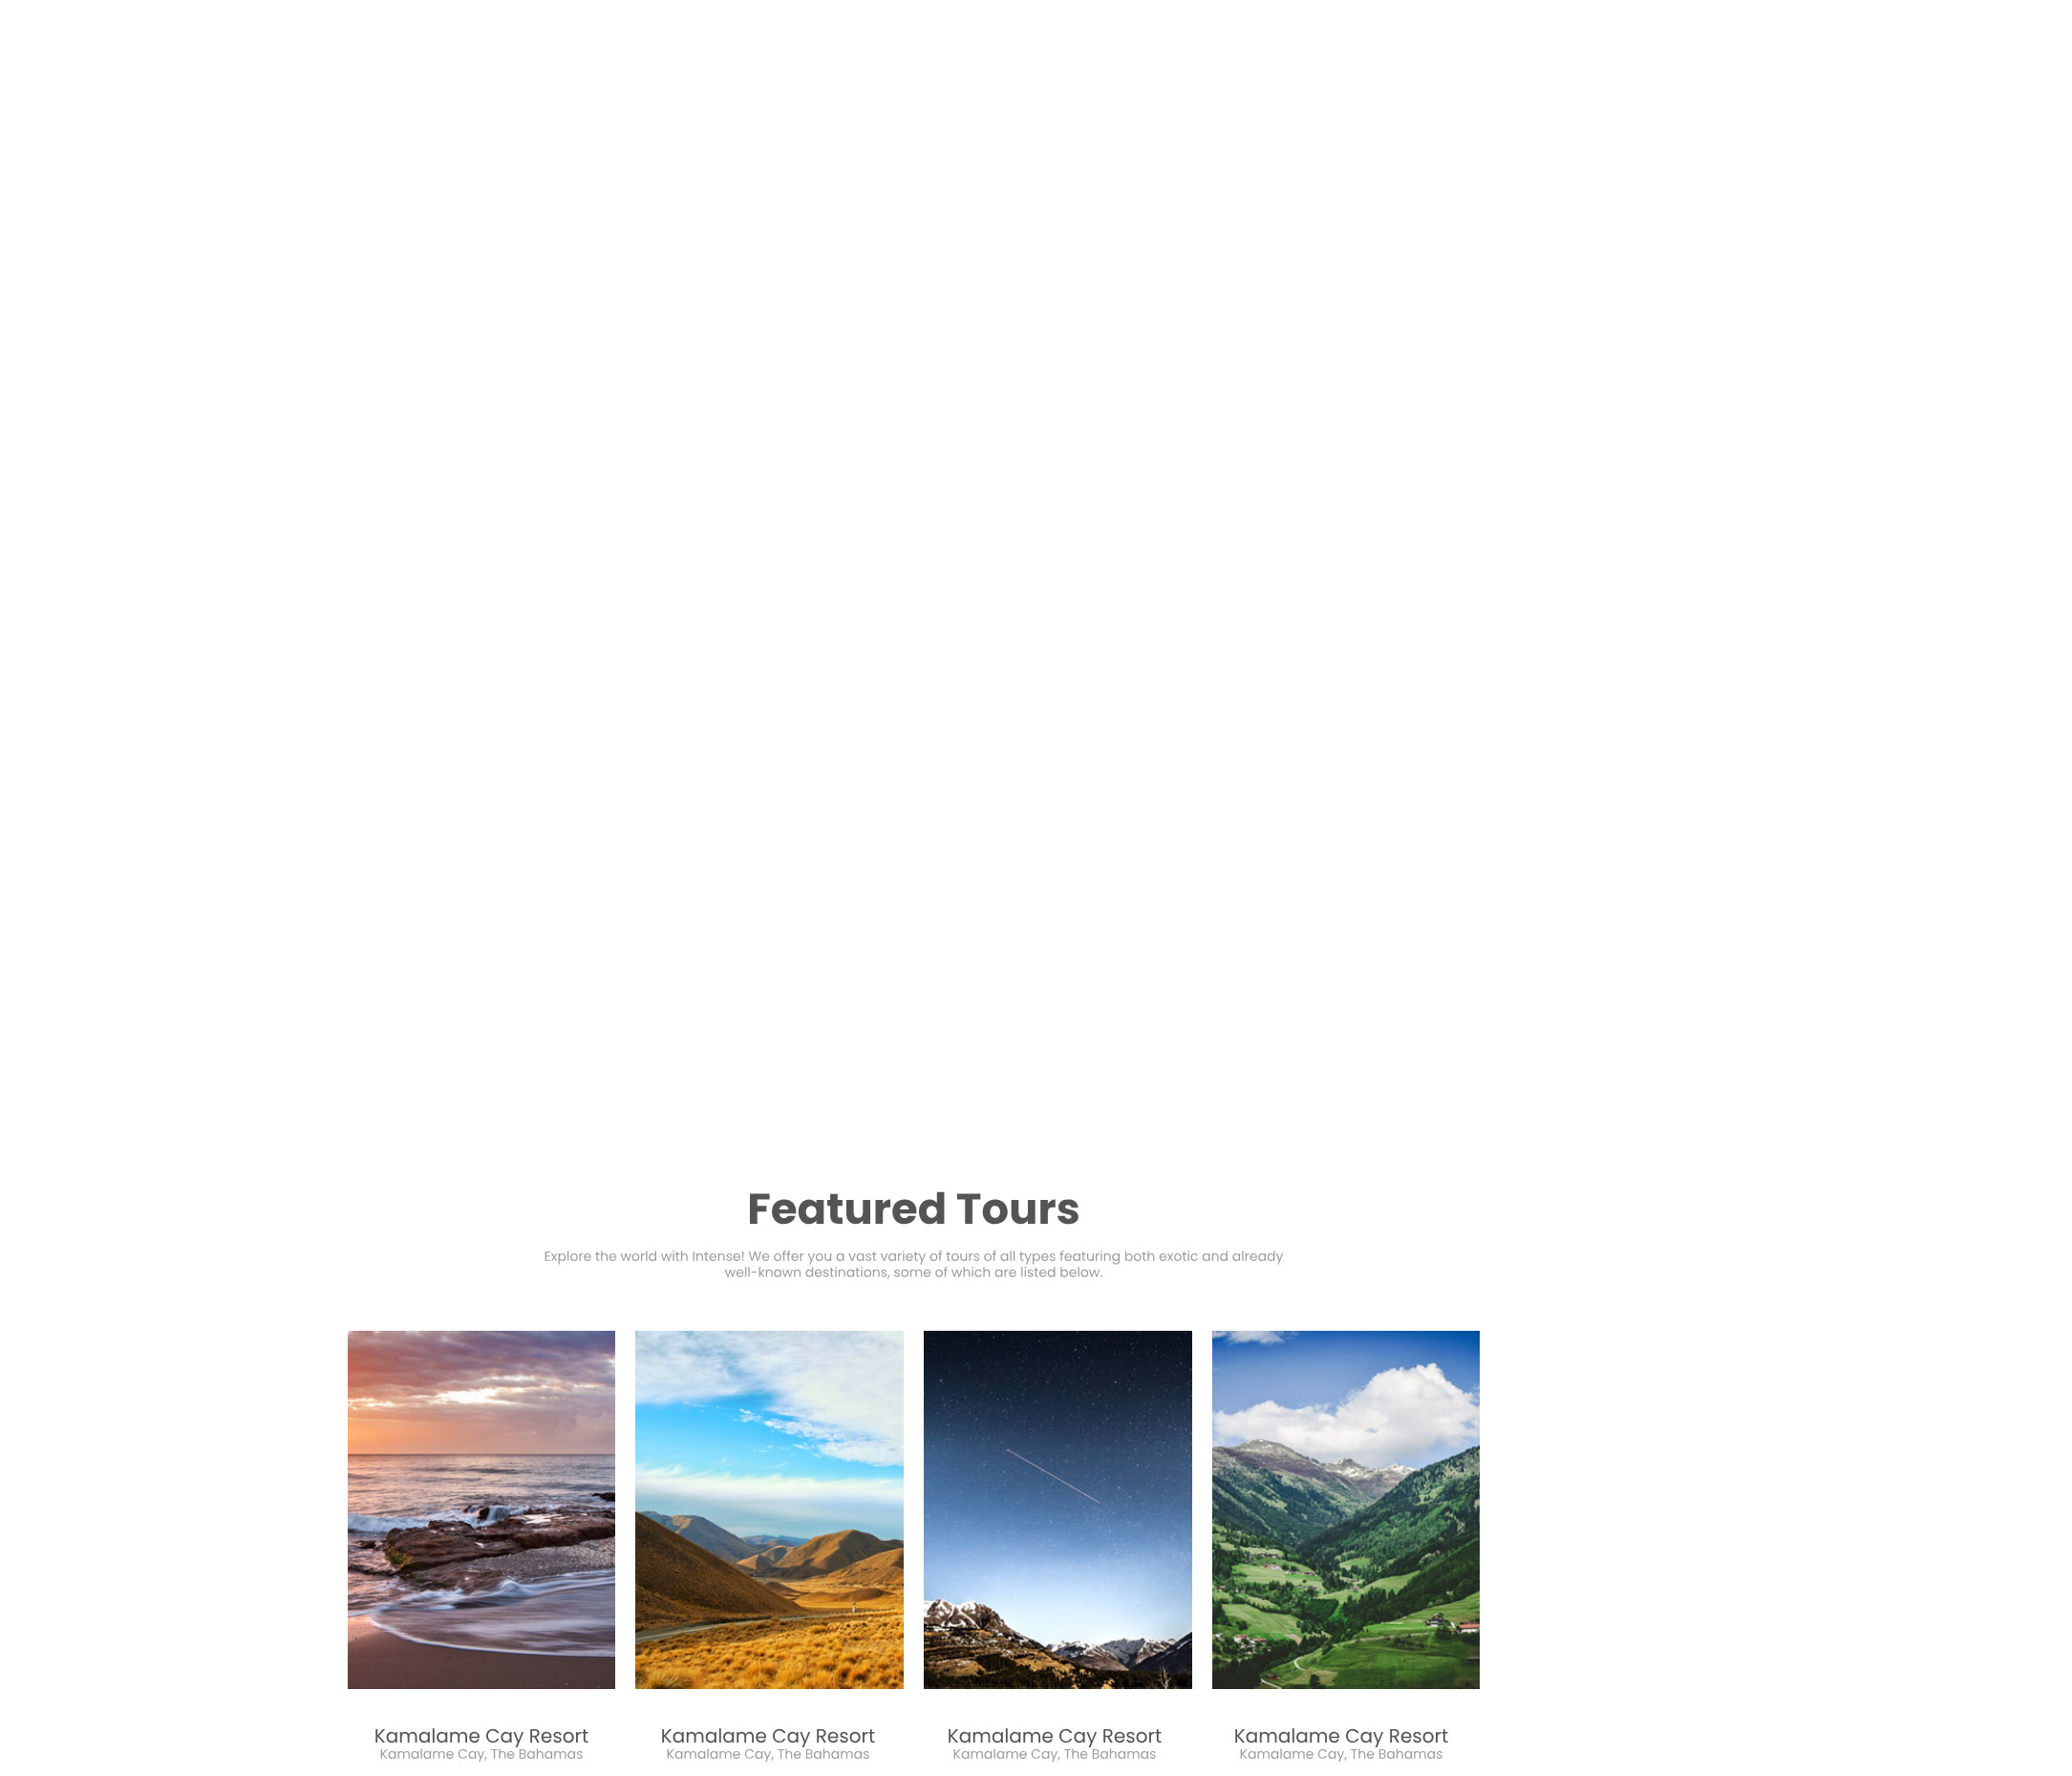 Featured Tours
Explore the world with Intense! We offer you a vast variety of tours of all types featuring both exotic and already
well-known destinations, some of which are listed below.
Kamalame Cay Resort
Kamalame Cay, The Bahamas
Kamalame Cay Resort
Kamalame Cay, The Bahamas
Kamalame Cay Resort
Kamalame Cay, The Bahamas
Kamalame Cay Resort
Kamalame Cay, The Bahamas